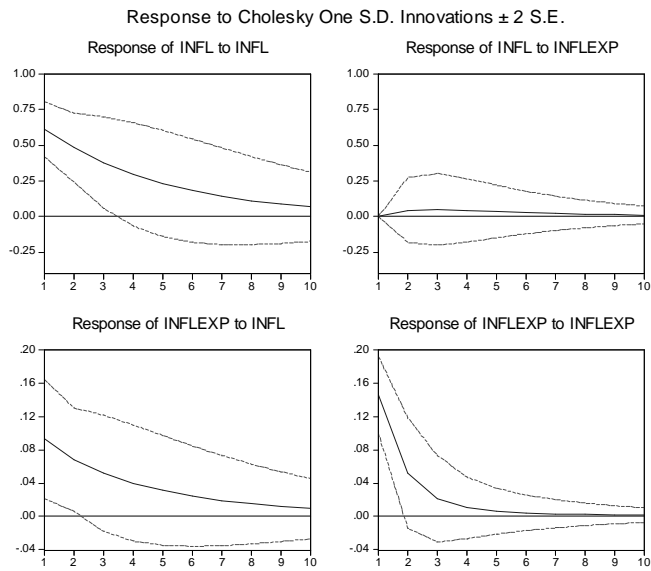 Response to Cholesky One S.D. Innovations ± 2 S.E.
Response of INFL to INFL
1.00
0.75
0.50
0.25
0.00
-0.25
1 2 3 4 5 6 7 8 9 10
Response of INFL to INFLEXP
1.00
0.75
0.50
0.25
0.00
-0.25
1 2 3 4 5 6 7 8 9 10
Response of INFLEXP to INFL
.20
.16
.12
.08
.04
.00
-.04
1 2 3 4 5 6 7 8 9 10
Response of INFLEXP to INFLEXP
.20
.16
.12
.08
.04
.00
-.04
1 2 3 4 5 6 7 8 9 10